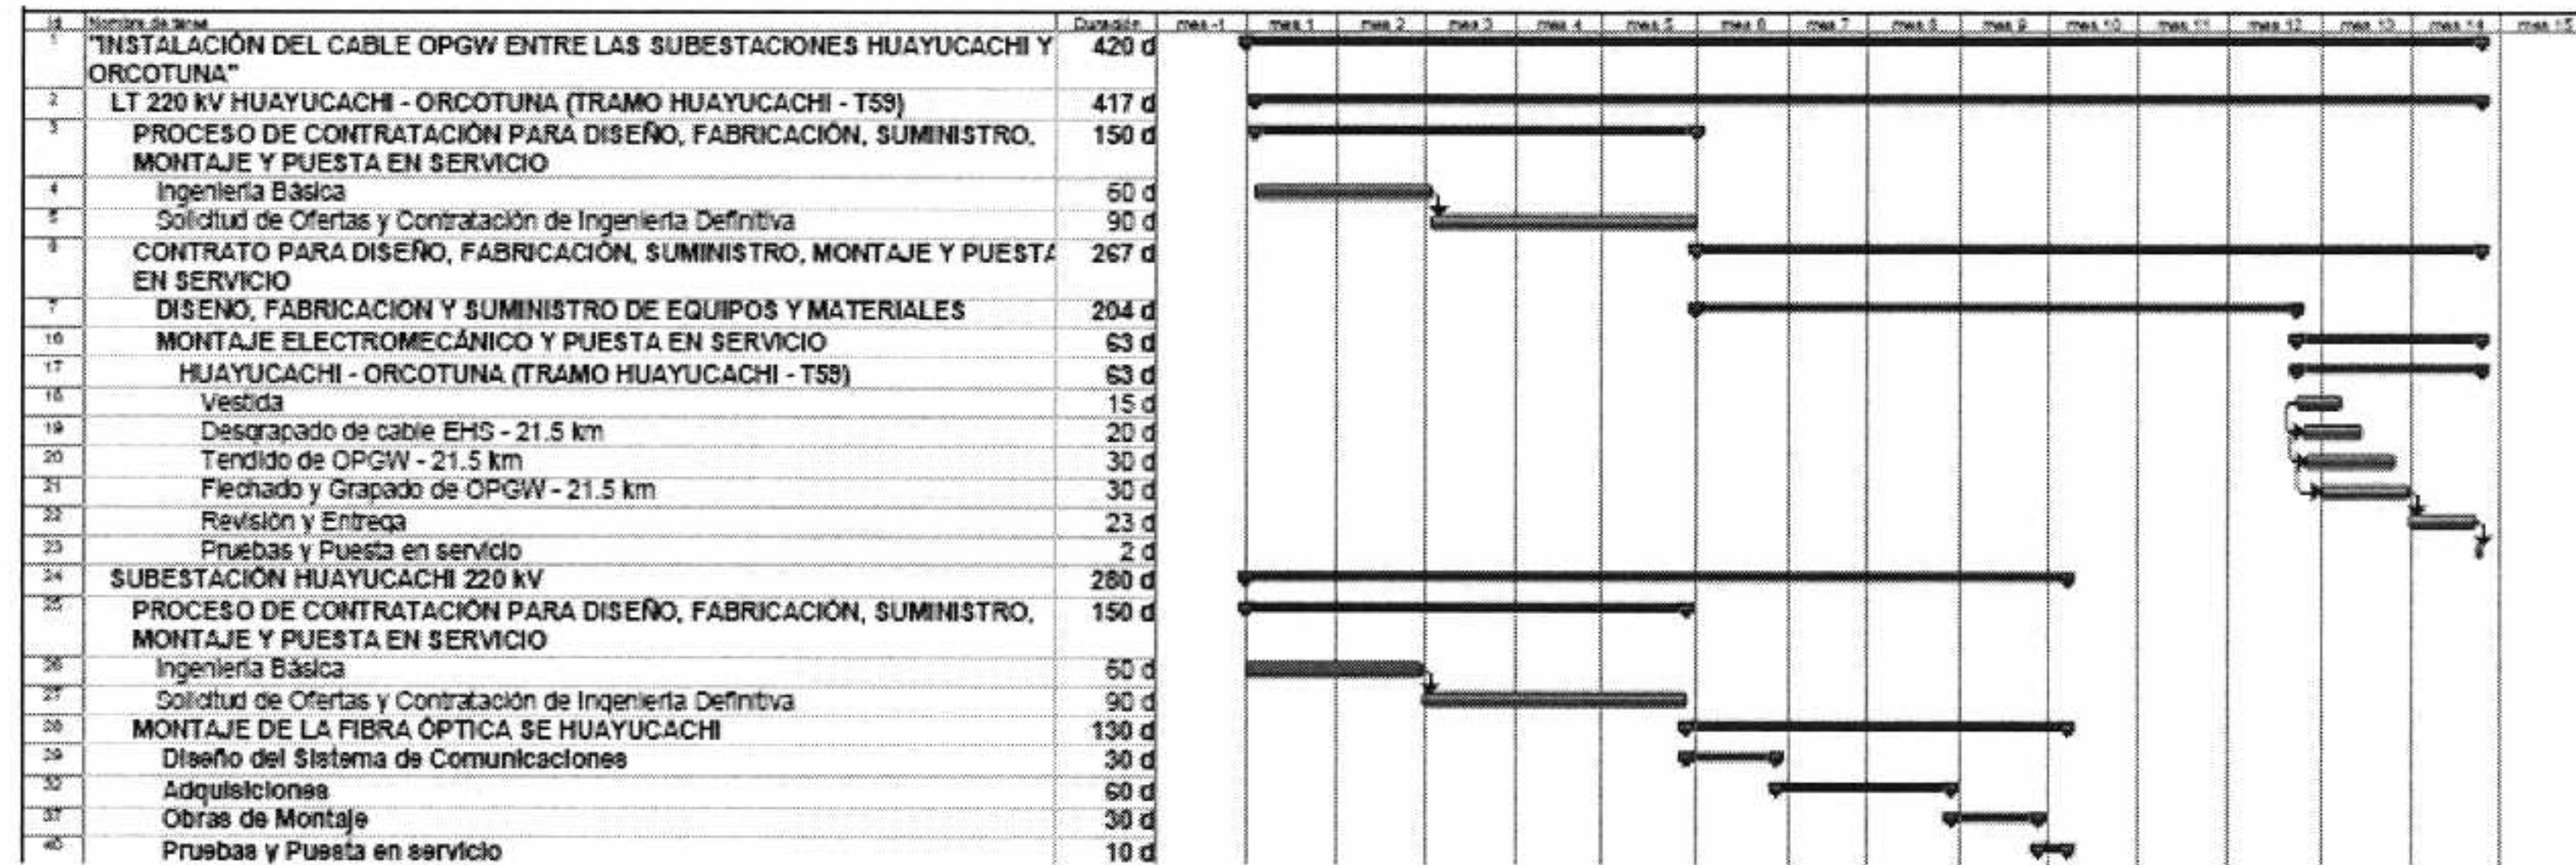 Id Nombre de tarea Duración mes -1 mes 1 mes 2 mes 3 mes 4 mes 5 mes 6 mes 7 mes 8 mes 9 mes 10 mes 11 mes 12 mes 13 mes 14 mes 15
1 "INSTALACIÓN DEL CABLE OPGW ENTRE LAS SUBESTACIONES HUAYUCACHI Y 420 d
ORCOTUNA"
2 LT 220 kV HUAYUCACHI - ORCOTUNA (TRAMO HUAYUCACHI - T59) 417 d
3 PROCESO DE CONTRATACIÓN PARA DISEÑO, FABRICACIÓN, SUMINISTRO, 150 d
MONTAJE Y PUESTA EN SERVICIO
4 Ingeniería Básica 60 d
5 Solicitud de Ofertas y Contratación de Ingeniería Definitiva 90 d
6 CONTRATO PARA DISEÑO, FABRICACIÓN, SUMINISTRO, MONTAJE Y PUESTA 267 d
EN SERVICIO
7 DISEÑO, FABRICACION Y SUMINISTRO DE EQUIPOS Y MATERIALES 204 d
16 MONTAJE ELECTROMECÁNICO Y PUESTA EN SERVICIO 63 d
17 HUAYUCACHI - ORCOTUNA (TRAMO HUAYUCACHI - T59) 63 d
18 Vestida 15 d
19 Desgrapado de cable EHS - 21.5 km 20 d
20 Tendido de OPGW - 21.5 km 30 d
21 Flechado y Grapado de OPGW - 21.5 km 30 d
22 Revisión y Entrega 23 d
23 Pruebas y Puesta en servicio 2 d
24 SUBESTACIÓN HUAYUCACHI 220 kV 280 d
25 PROCESO DE CONTRATACIÓN PARA DISEÑO, FABRICACIÓN, SUMINISTRO, 150 d
MONTAJE Y PUESTA EN SERVICIO
26 Ingeniería Básica 60 d
27 Solicitud de Ofertas y Contratación de Ingeniería Definitiva 90 d
28 MONTAJE DE LA FIBRA ÓPTICA SE HUAYUCACHI 130 d
29 Diseño del Sistema de Comunicaciones 30 d
32 Adquisiciones 60 d
37 Obras de Montaje 30 d
40 Pruebas y Puesta en servicio 10 d